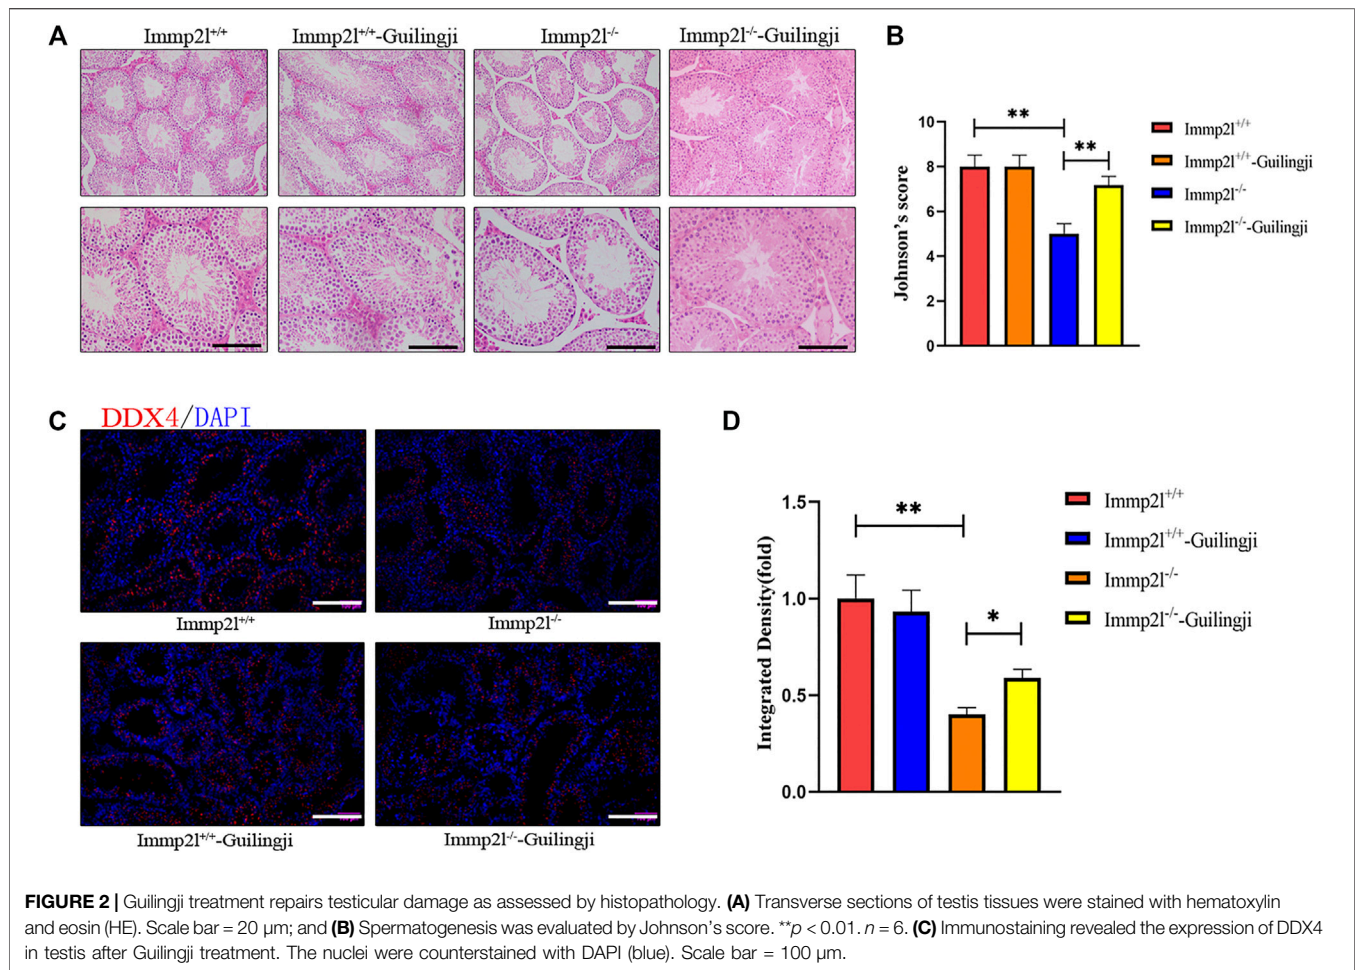 A
Immp2l+/+
Immp2l+/+-Guilingji
Immp2l-/-
Immp2l-/--Guilingji
B
10
8
6
4
2
0
Johnson's score
**
**
Immp2l+/+
Immp2l+/+-Guilingji
Immp2l-/-
Immp2l-/--Guilingji
C
DDX4/DAPI
Immp2l+/+
Immp2l-/-
Immp2l+/+-Guilingji
Immp2l-/--Guilingji
D
1.5
1.0
0.5
0.0
Integrated Density(fold)
**
*
Immp2l+/+
Immp2l+/+-Guilingji
Immp2l-/-
Immp2l-/--Guilingji
FIGURE 2 | Guilingji treatment repairs testicular damage as assessed by histopathology. (A) Transverse sections of testis tissues were stained with hematoxylin
and eosin (HE). Scale bar = 20 μm; and (B) Spermatogenesis was evaluated by Johnson's score. **p < 0.01. n = 6. (C) Immunostaining revealed the expression of DDX4
in testis after Guilingji treatment. The nuclei were counterstained with DAPI (blue). Scale bar = 100 μm.